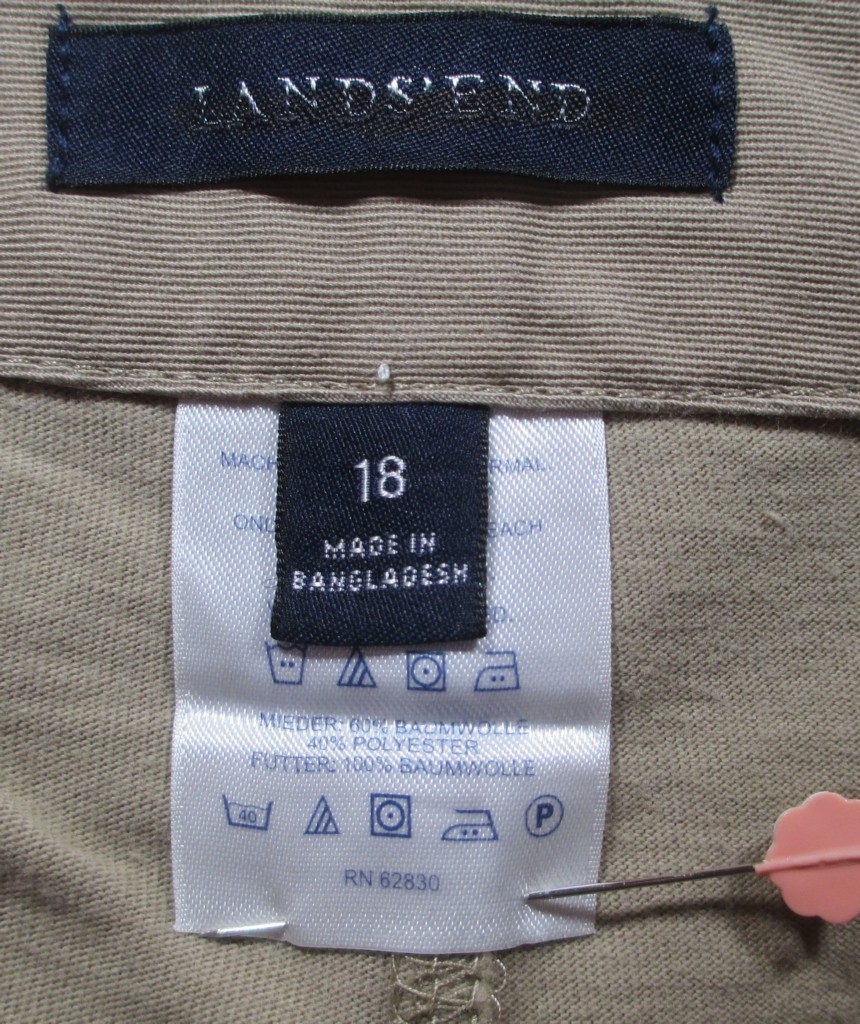 LANDS' END
18
MADE IN
BANGLADESH
MIEDER: 60% BAUMWOLLE
40% POLYESTER
FUTTER: 100% BAUMWOLLE
40
P
RN 62830